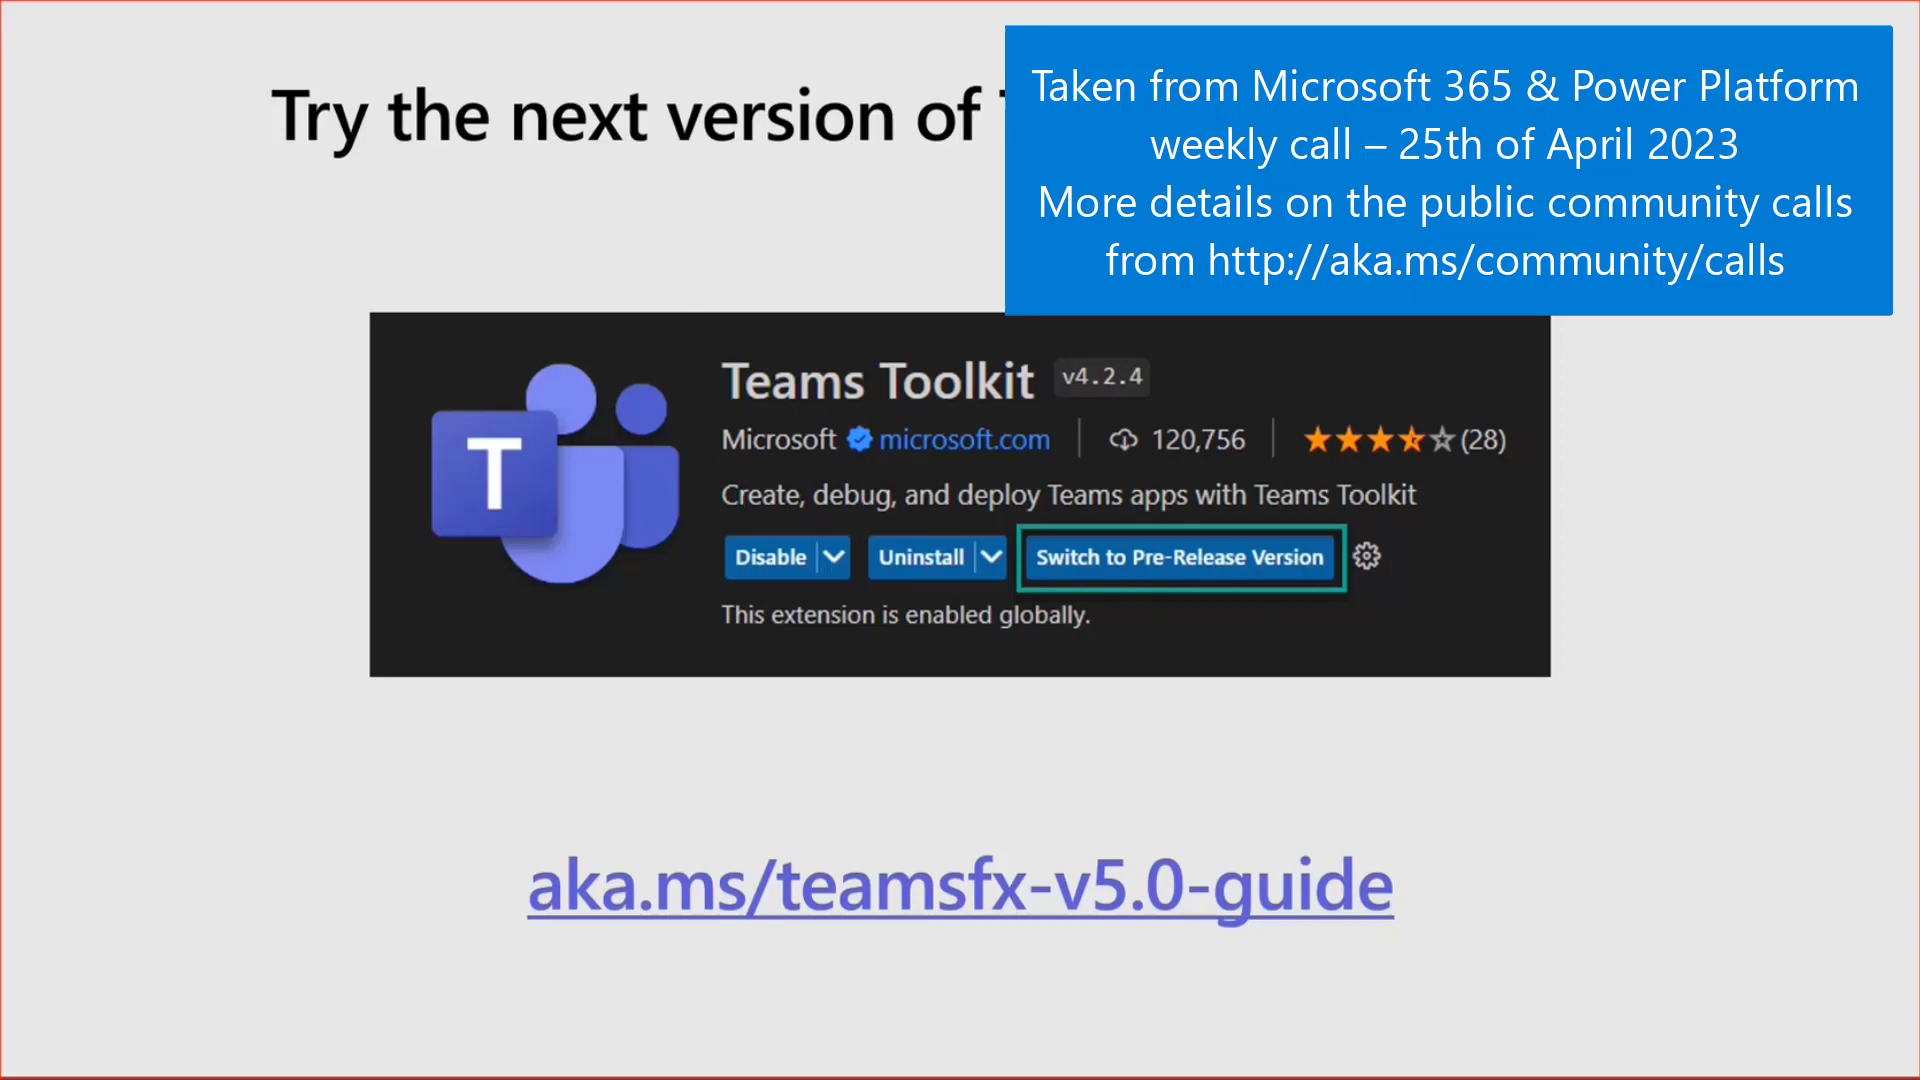 Try the next version of
Taken from Microsoft 365 & Power Platform
weekly call – 25th of April 2023
More details on the public community calls
from http://aka.ms/community/calls
T
Teams Toolkit v4.2.4
Microsoft microsoft.com 120,756 (28)
Create, debug, and deploy Teams apps with Teams Toolkit
Disable Uninstall Switch to Pre-Release Version
This extension is enabled globally.
aka.ms/teamsfx-v5.0-guide